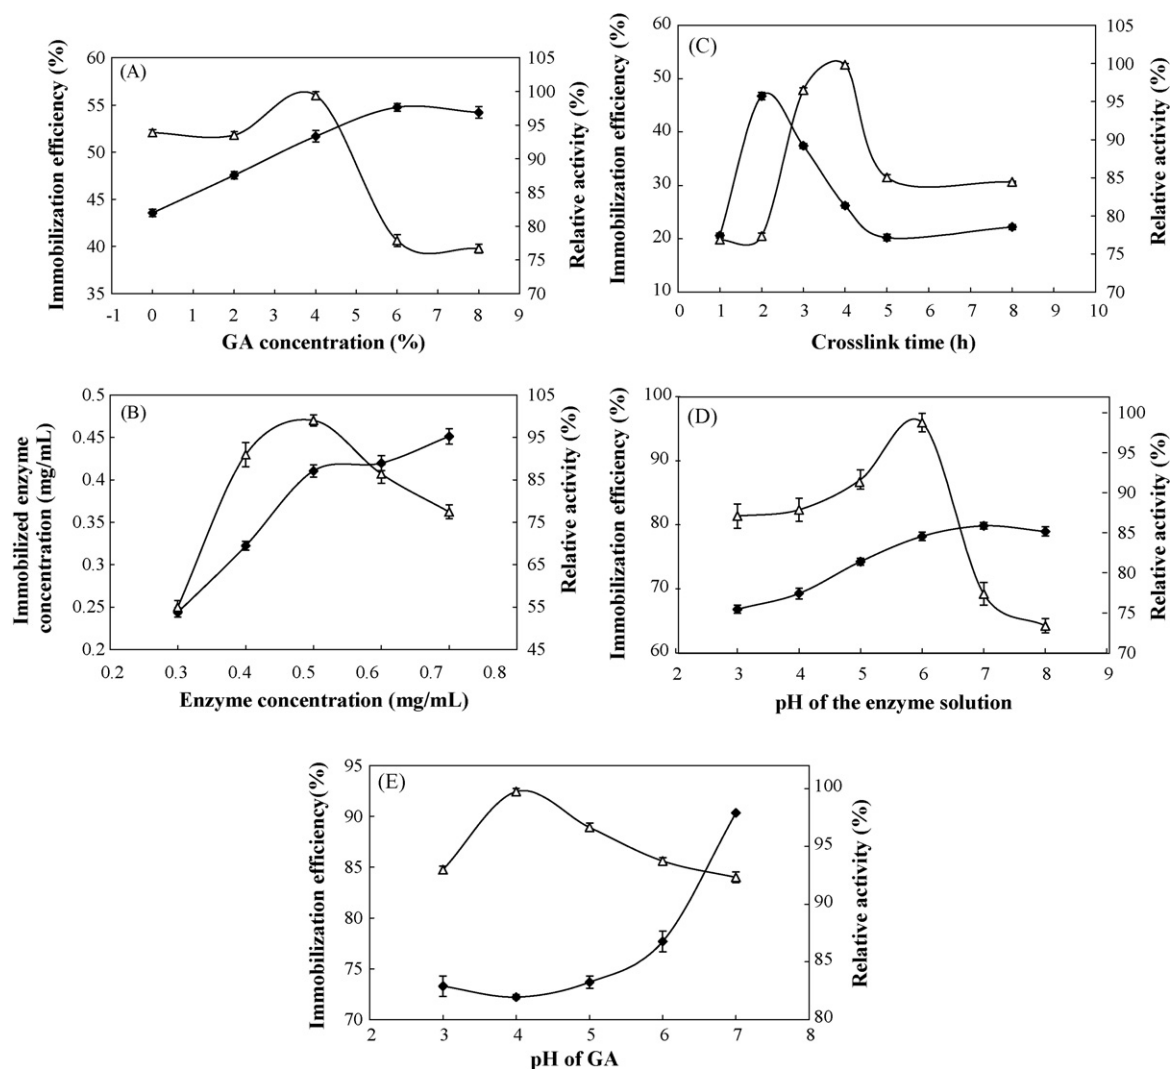 (A)
Immobilization efficiency (%)
60
55
50
45
40
35
105
100
95
90
85
80
75
70
Relative activity (%)
-1 0 1 2 3 4 5 6 7 8 9
GA concentration (%)
(C)
Immobilization efficiency (%)
60
50
40
30
20
10
105
100
95
90
85
80
75
70
Relative activity (%)
0 1 2 3 4 5 6 7 8 9 10
Crosslink time (h)
(B)
Immobilized enzyme
concentration (mg/mL)
0.5
0.45
0.4
0.35
0.3
0.25
0.2
105
95
85
75
65
55
45
Relative activity (%)
0.2 0.3 0.4 0.5 0.6 0.7 0.8
Enzyme concentration (mg/mL)
(D)
Immobilization efficiency (%)
100
90
80
70
60
100
95
90
85
80
75
70
Relative activity (%)
2 3 4 5 6 7 8 9
pH of the enzyme solution
(E)
Immobilization efficiency(%)
95
90
85
80
75
70
100
95
90
85
80
Relative activity (%)
2 3 4 5 6 7 8
pH of GA